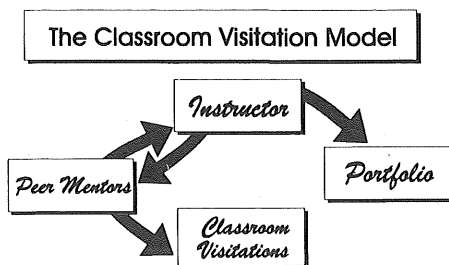 The Classroom Visitation Model
Instructor
Peer Mentors
Portfolio
Classroom
Visitations